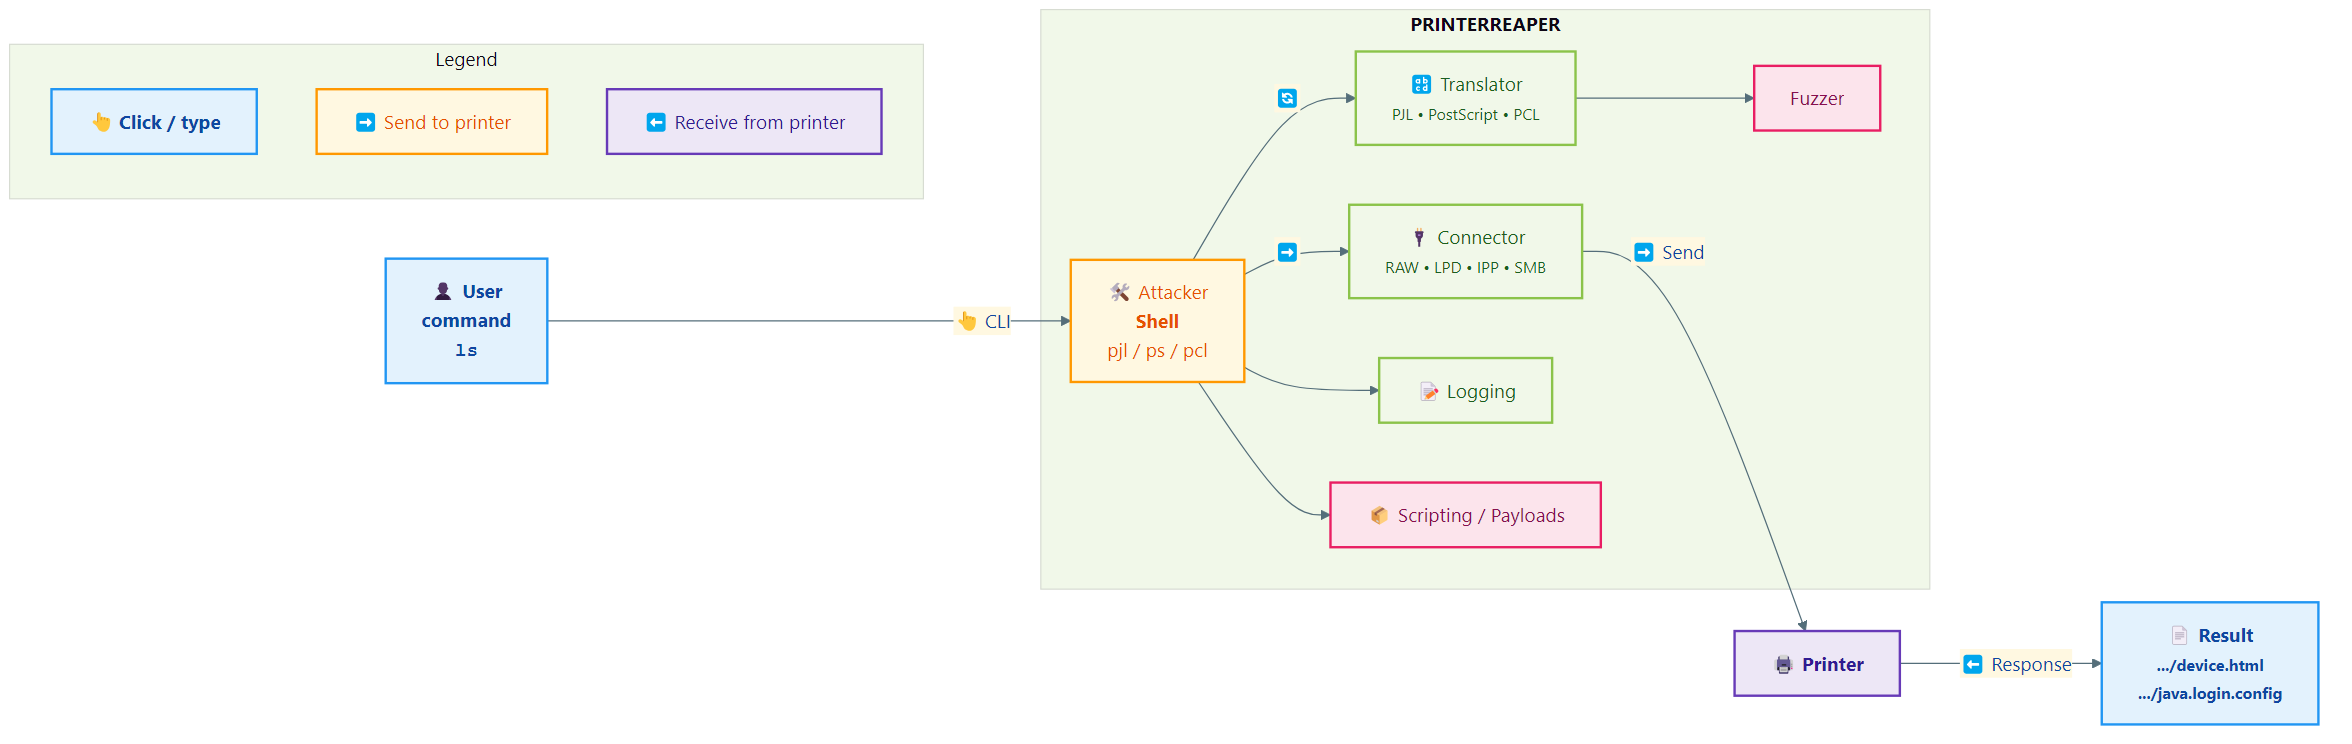 Legend
Click / type
Send to printer
Receive from printer
User
command
ls
CLI
PRINTERREAPER
Attacker
Shell
pjl / ps / pcl
Translator
PJL • PostScript • PCL
Fuzzer
Connector
RAW • LPD • IPP • SMB
Send
Logging
Scripting / Payloads
Printer
Response
Result
.../device.html
.../java.login.config